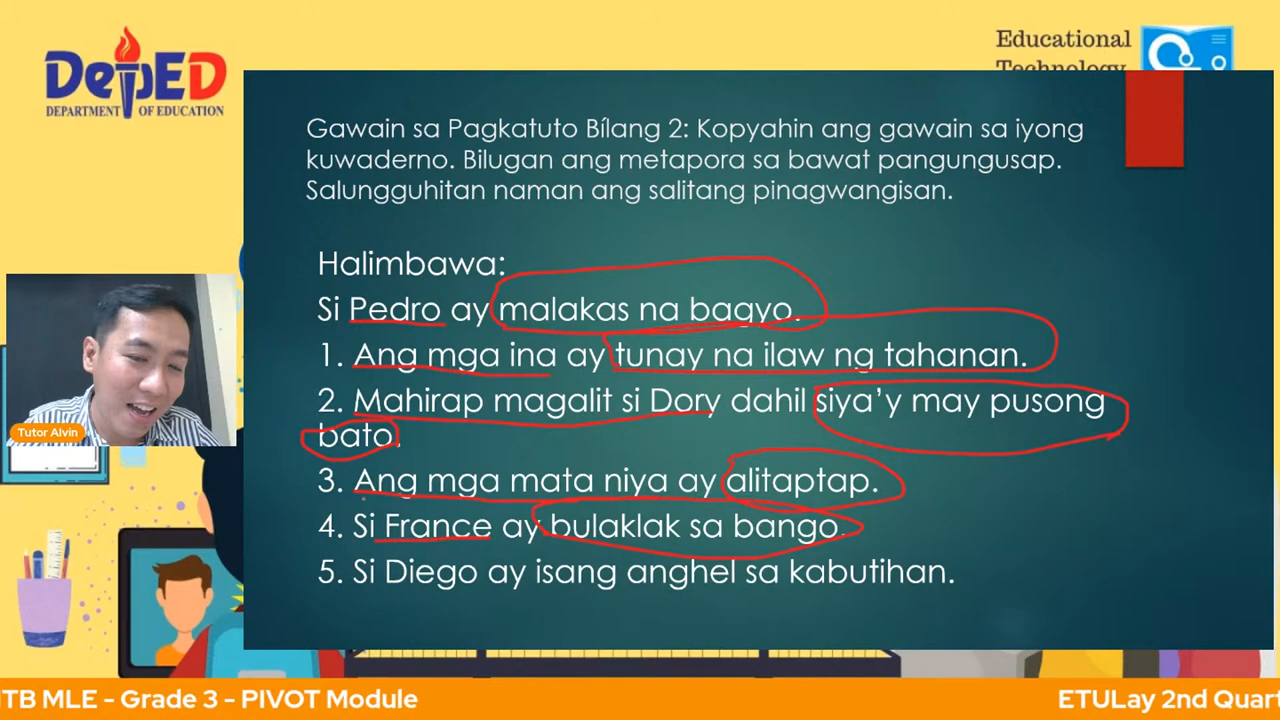 DepED
DEPARTMENT OF EDUCATION
Educational
Technology
Gawain sa Pagkatuto Bílang 2: Kopyahin ang gawain sa iyong
kuwaderno. Bilugan ang metapora sa bawat pangungusap.
Salungguhitan naman ang salitang pinagwangisan.
Halimbawa:
Si Pedro ay malakas na bagyo.
1. Ang mga ina ay tunay na ilaw ng tahanan.
2. Mahirap magalit si Dory dahil siya’y may pusong
bato.
3. Ang mga mata niya ay alitaptap.
4. Si France ay bulaklak sa bango.
5. Si Diego ay isang anghel sa kabutihan.
Tutor Alvin
MTB MLE - Grade 3 - PIVOT Module
ETULay 2nd Quart